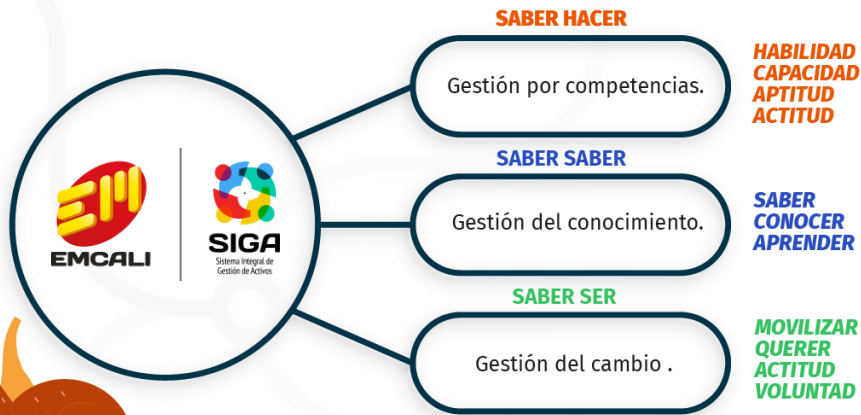 SABER HACER
Gestión por competencias.
HABILIDAD
CAPACIDAD
APTITUD
ACTITUD
EM
EMCALI
SIGA
Sistema Integral de
Gestión de Activos
SABER SABER
Gestión del conocimiento.
SABER
CONOCER
APRENDER
SABER SER
Gestión del cambio .
MOVILIZAR
QUERER
ACTITUD
VOLUNTAD